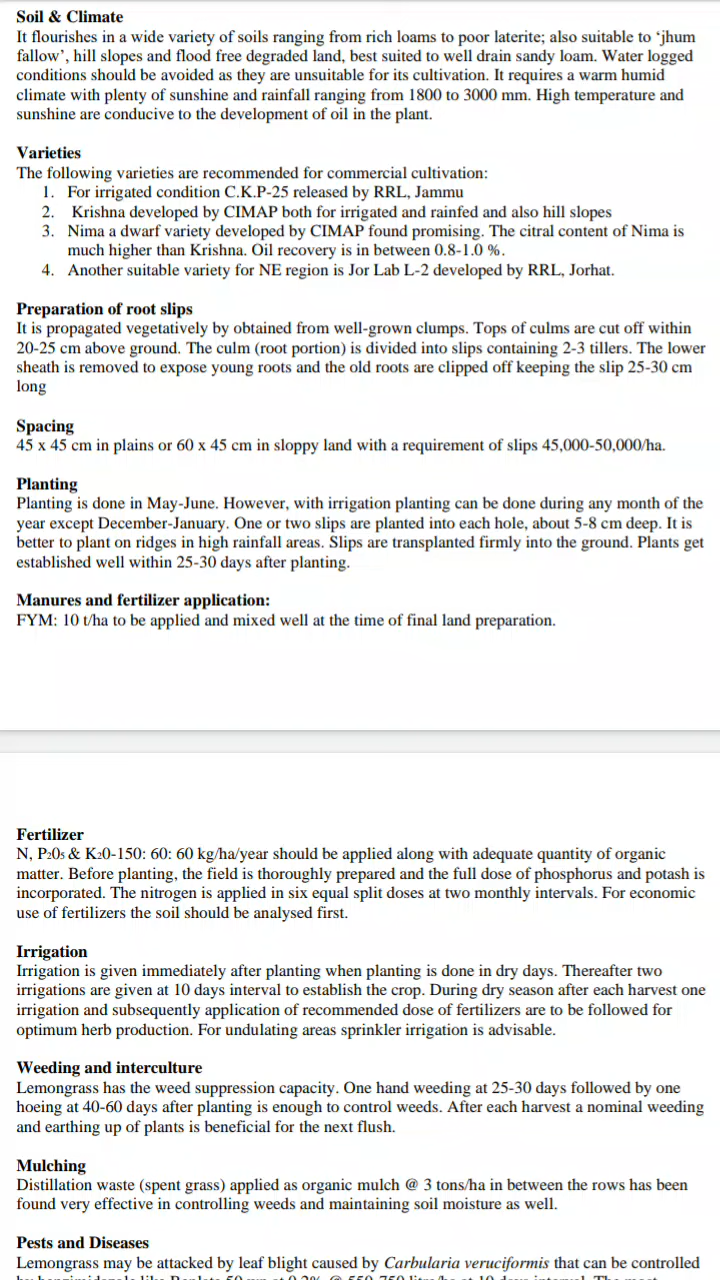 Soil & Climate
It flourishes in a wide variety of soils ranging from rich loams to poor laterite; also suitable to ‘jhum
fallow’, hill slopes and flood free degraded land, best suited to well drain sandy loam. Water logged
conditions should be avoided as they are unsuitable for its cultivation. It requires a warm humid
climate with plenty of sunshine and rainfall ranging from 1800 to 3000 mm. High temperature and
sunshine are conducive to the development of oil in the plant.
Varieties
The following varieties are recommended for commercial cultivation:
1. For irrigated condition C.K.P-25 released by RRL, Jammu
2. Krishna developed by CIMAP both for irrigated and rainfed and also hill slopes
3. Nima a dwarf variety developed by CIMAP found promising. The citral content of Nima is
much higher than Krishna. Oil recovery is in between 0.8-1.0 %.
4. Another suitable variety for NE region is Jor Lab L-2 developed by RRL, Jorhat.
Preparation of root slips
It is propagated vegetatively by obtained from well-grown clumps. Tops of culms are cut off within
20-25 cm above ground. The culm (root portion) is divided into slips containing 2-3 tillers. The lower
sheath is removed to expose young roots and the old roots are clipped off keeping the slip 25-30 cm
long
Spacing
45 x 45 cm in plains or 60 x 45 cm in sloppy land with a requirement of slips 45,000-50,000/ha.
Planting
Planting is done in May-June. However, with irrigation planting can be done during any month of the
year except December-January. One or two slips are planted into each hole, about 5-8 cm deep. It is
better to plant on ridges in high rainfall areas. Slips are transplanted firmly into the ground. Plants get
established well within 25-30 days after planting.
Manures and fertilizer application:
FYM: 10 t/ha to be applied and mixed well at the time of final land preparation.
Fertilizer
N, P₂0₅ & K₂0-150: 60: 60 kg/ha/year should be applied along with adequate quantity of organic
matter. Before planting, the field is thoroughly prepared and the full dose of phosphorus and potash is
incorporated. The nitrogen is applied in six equal split doses at two monthly intervals. For economic
use of fertilizers the soil should be analysed first.
Irrigation
Irrigation is given immediately after planting when planting is done in dry days. Thereafter two
irrigations are given at 10 days interval to establish the crop. During dry season after each harvest one
irrigation and subsequently application of recommended dose of fertilizers are to be followed for
optimum herb production. For undulating areas sprinkler irrigation is advisable.
Weeding and interculture
Lemongrass has the weed suppression capacity. One hand weeding at 25-30 days followed by one
hoeing at 40-60 days after planting is enough to control weeds. After each harvest a nominal weeding
and earthing up of plants is beneficial for the next flush.
Mulching
Distillation waste (spent grass) applied as organic mulch @ 3 tons/ha in between the rows has been
found very effective in controlling weeds and maintaining soil moisture as well.
Pests and Diseases
Lemongrass may be attacked by leaf blight caused by Carbularia veruciformis that can be controlled